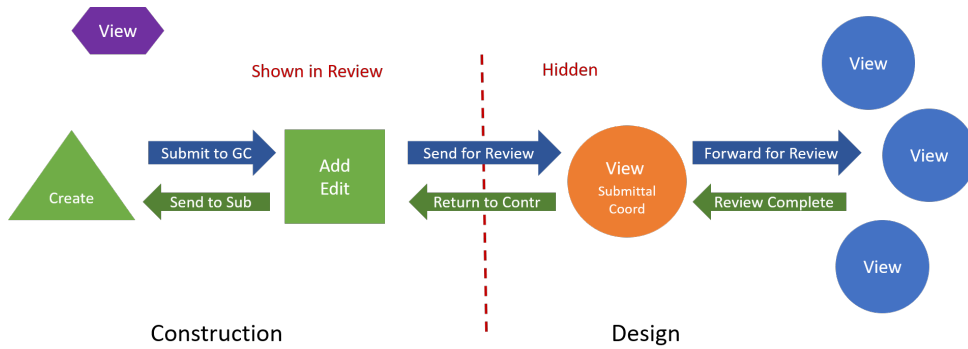 View
View
Shown in Review
Hidden
Create
Submit to GC
Send to Sub
Add
Edit
Send for Review
Return to Contr
View
Submittal
Coord
Forward for Review
Review Complete
View
View
Construction
Design